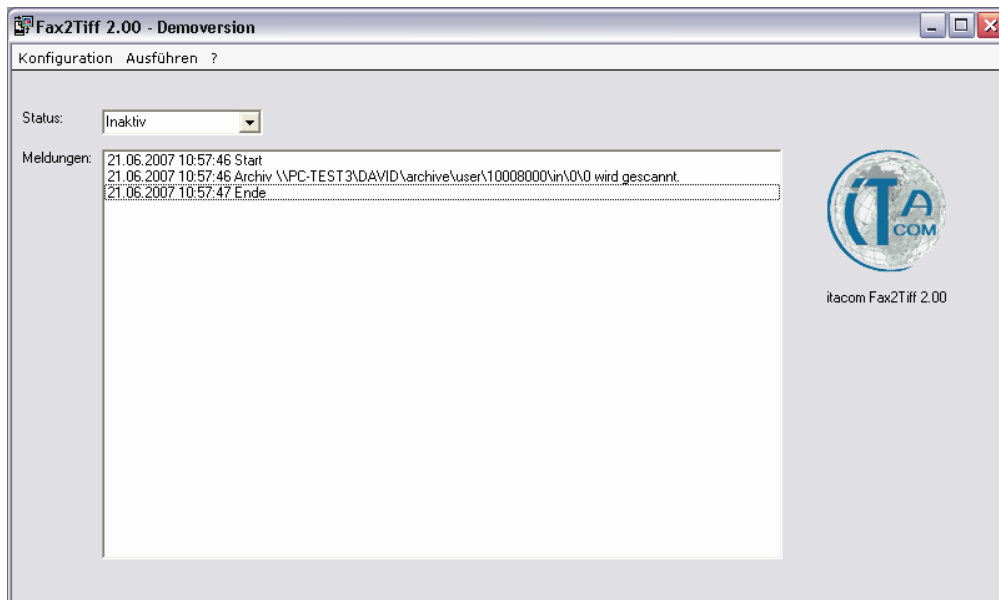 Fax2Tiff 2.00 - Demoversion
Konfiguration Ausführen ?
Status: Inaktiv
Meldungen:
21.06.2007 10:57:46 Start
21.06.2007 10:57:46 Archiv \\PC-TEST3\DAVID\archive\user\10008000\in\0\0 wird gescannt.
21.06.2007 10:57:47 Ende
iTA
COM
itacom Fax2Tiff 2.00